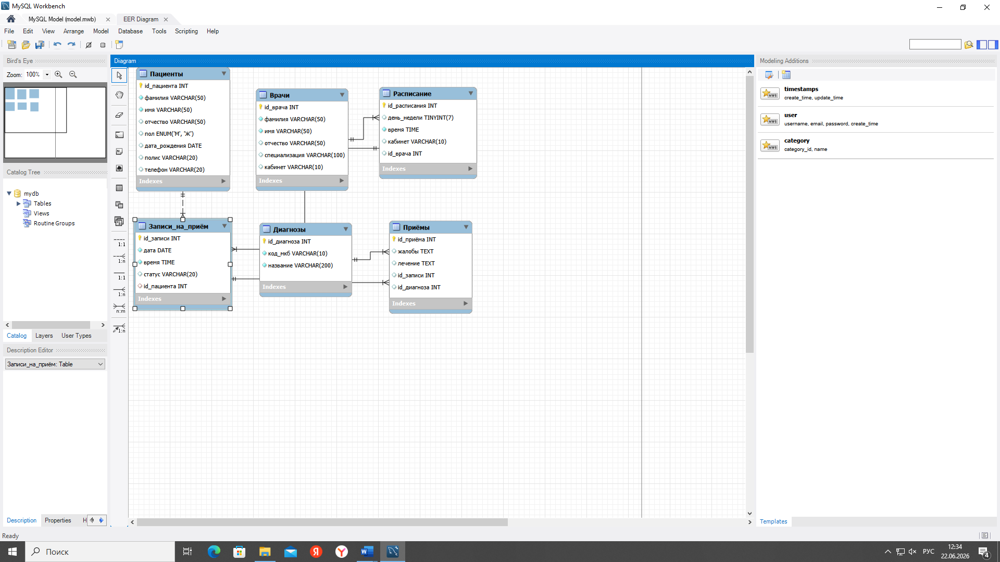 MySQL Workbench
MySQL Model (model.mwb)
EER Diagram
File Edit View Arrange Model Database Tools Scripting Help
Bird's Eye
Zoom: 100%
Catalog Tree
mydb
Tables
Views
Routine Groups
Catalog Layers User Types
Description Editor
Записи_на_приём: Table
Description Properties H
Diagram
1:1
1:n
1:1
1:n
n:m
1:n
Пациенты
id_пациента INT
фамилия VARCHAR(50)
имя VARCHAR(50)
отчество VARCHAR(50)
пол ENUM('М', 'Ж')
дата_рождения DATE
полис VARCHAR(20)
телефон VARCHAR(20)
Indexes
Врачи
id_врача INT
фамилия VARCHAR(50)
имя VARCHAR(50)
отчество VARCHAR(50)
специализация VARCHAR(100)
кабинет VARCHAR(10)
Indexes
Расписание
id_расписания INT
день_недели TINYINT(7)
время TIME
кабинет VARCHAR(10)
id_врача INT
Indexes
Записи_на_приём
id_записи INT
дата DATE
время TIME
статус VARCHAR(20)
id_пациента INT
Indexes
Диагнозы
id_диагноза INT
код_мкб VARCHAR(10)
название VARCHAR(200)
Indexes
Приёмы
id_приёма INT
жалобы TEXT
лечение TEXT
id_записи INT
id_диагноза INT
Indexes
Modeling Additions
MWB
timestamps
create_time, update_time
MWB
user
username, email, password, create_time
MWB
category
category_id, name
Templates
Ready
Поиск
Я
Y
W
РУС
12:34
22.06.2026
4